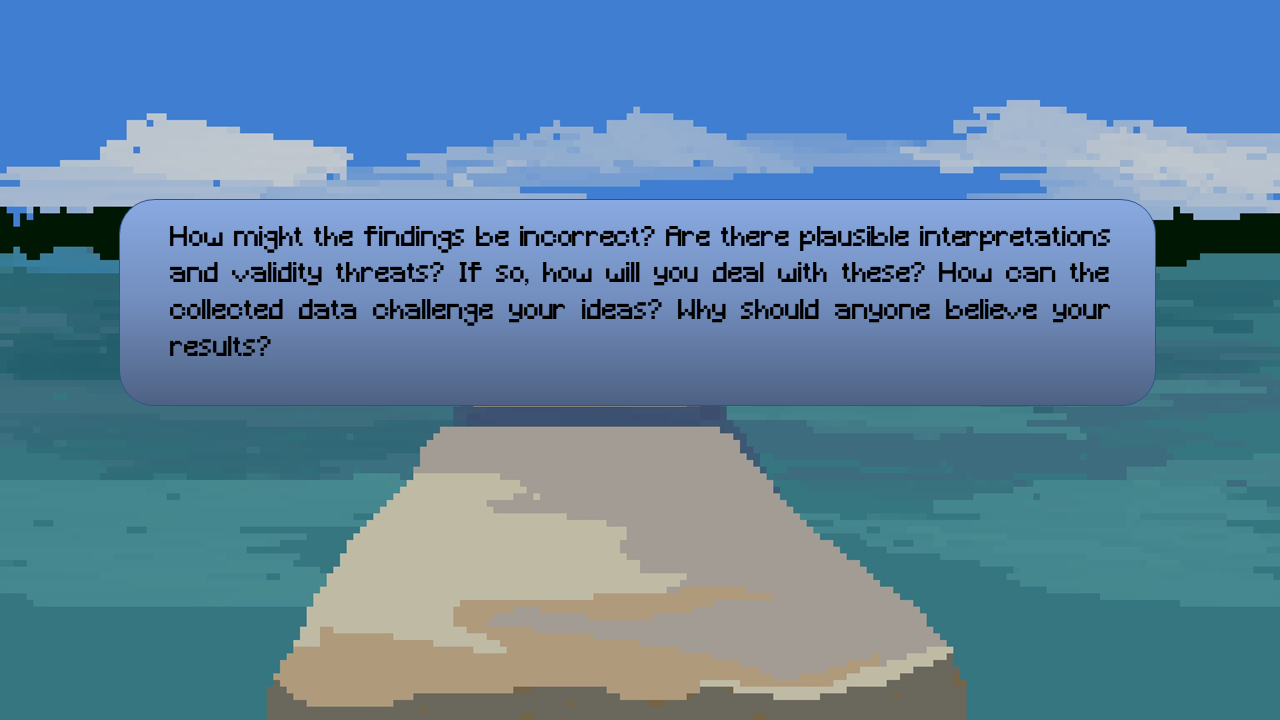 How might the findings be incorrect? Are there plausible interpretations
and validity threats? If so, how will you deal with these? How can the
collected data challenge your ideas? Why should anyone believe your
results?